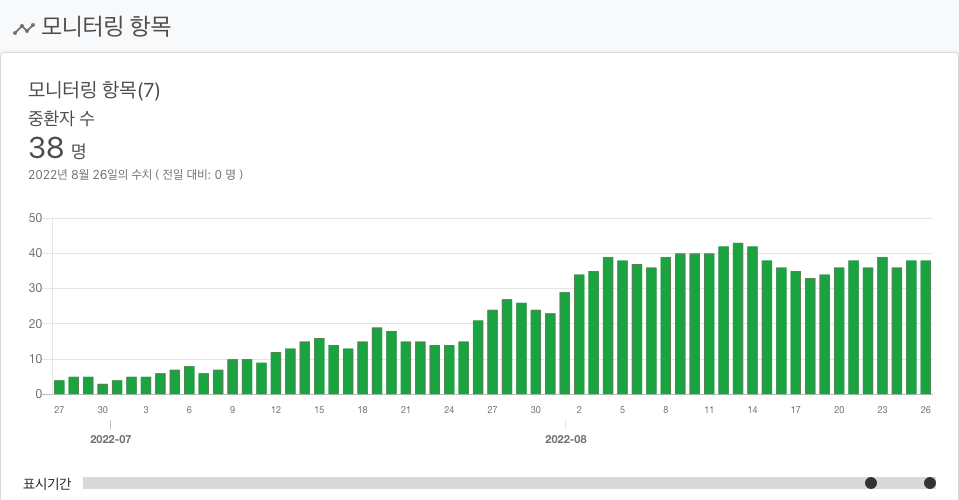 모니터링 항목
모니터링 항목(7)
중환자 수
38 명
2022년 8월 26일의 수치 ( 전일 대비: 0 명 )
50
40
30
20
10
0
27 30 3 6 9 12 15 18 21 24 27 30 2 5 8 11 14 17 20 23 26
2022-07 2022-08
표시기간